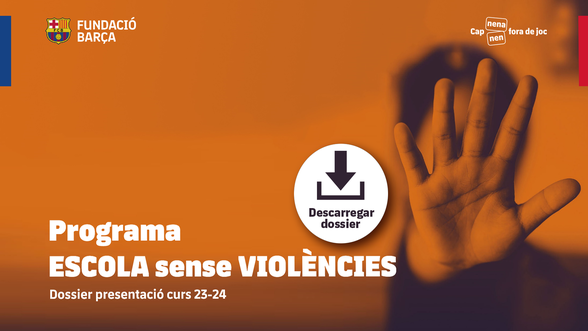 FUNDACIÓ
BARÇA
nena
Cap fora de joc
nen
Descarregar
dossier
Programa
ESCOLA sense VIOLÈNCIES
Dossier presentació curs 23-24